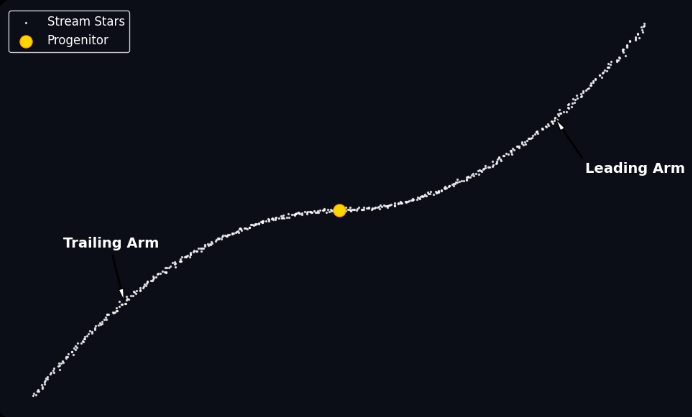 Stream Stars
Progenitor
Leading Arm
Trailing Arm